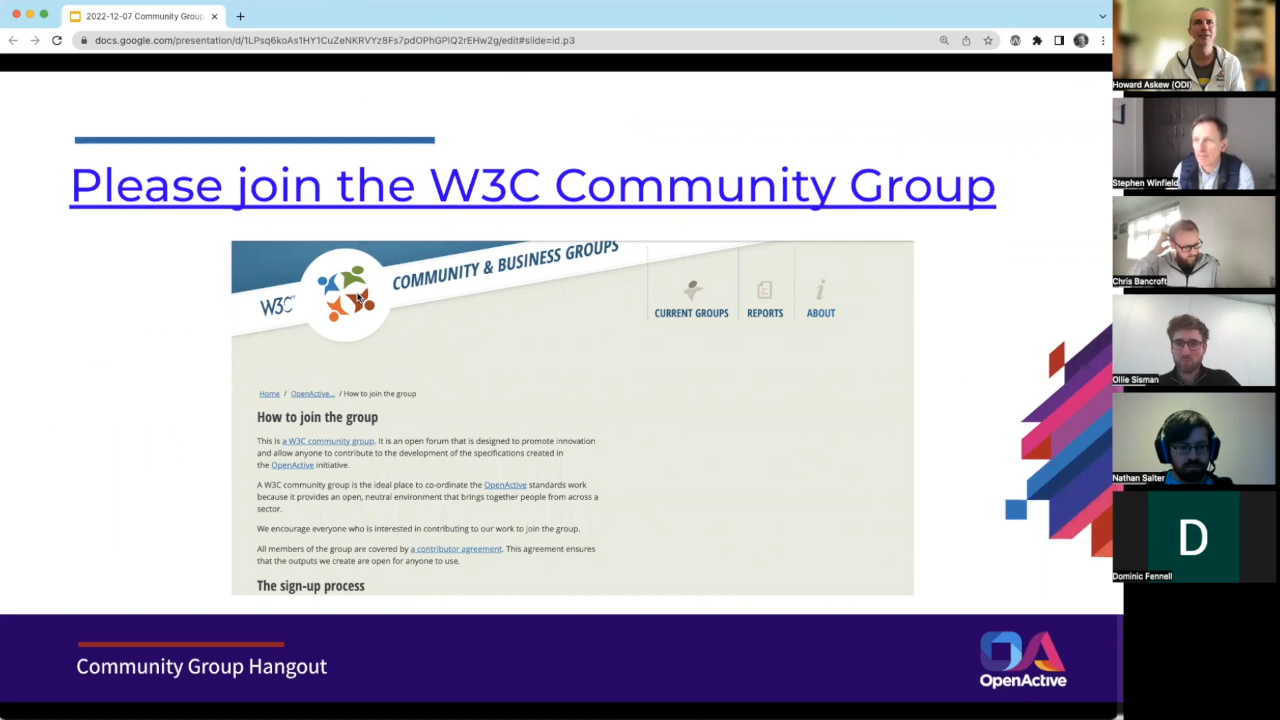 2022-12-07 Community Group
docs.google.com/presentation/d/1LPsq6koAs1HY1CuZeNKRVYz8Fs7pdOPhGPIQ2rEHw2g/edit#slide=id.p3
Please join the W3C Community Group
W3C
COMMUNITY & BUSINESS GROUPS
CURRENT GROUPS
REPORTS
ABOUT
Home / OpenActive... / How to join the group
How to join the group
This is a W3C community group. It is an open forum that is designed to promote innovation
and allow anyone to contribute to the development of the specifications created in
the OpenActive initiative.
A W3C community group is the ideal place to co-ordinate the OpenActive standards work
because it provides an open, neutral environment that brings together people from across a
sector.
We encourage everyone who is interested in contributing to our work to join the group.
All members of the group are covered by a contributor agreement. This agreement ensures
that the outputs we create are open for anyone to use.
The sign-up process
Community Group Hangout
OpenActive
Howard Askew (ODI)
Stephen Winfield
Chris Bancroft
Ollie Sisman
Nathan Salter
D
Dominic Fennell